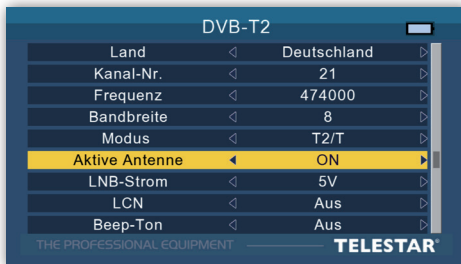 DVB-T2
Land Deutschland
Kanal-Nr. 21
Frequenz 474000
Bandbreite 8
Modus T2/T
Aktive Antenne ON
LNB-Strom 5V
LCN Aus
Beep-Ton Aus
THE PROFESSIONAL EQUIPMENT TELESTAR®